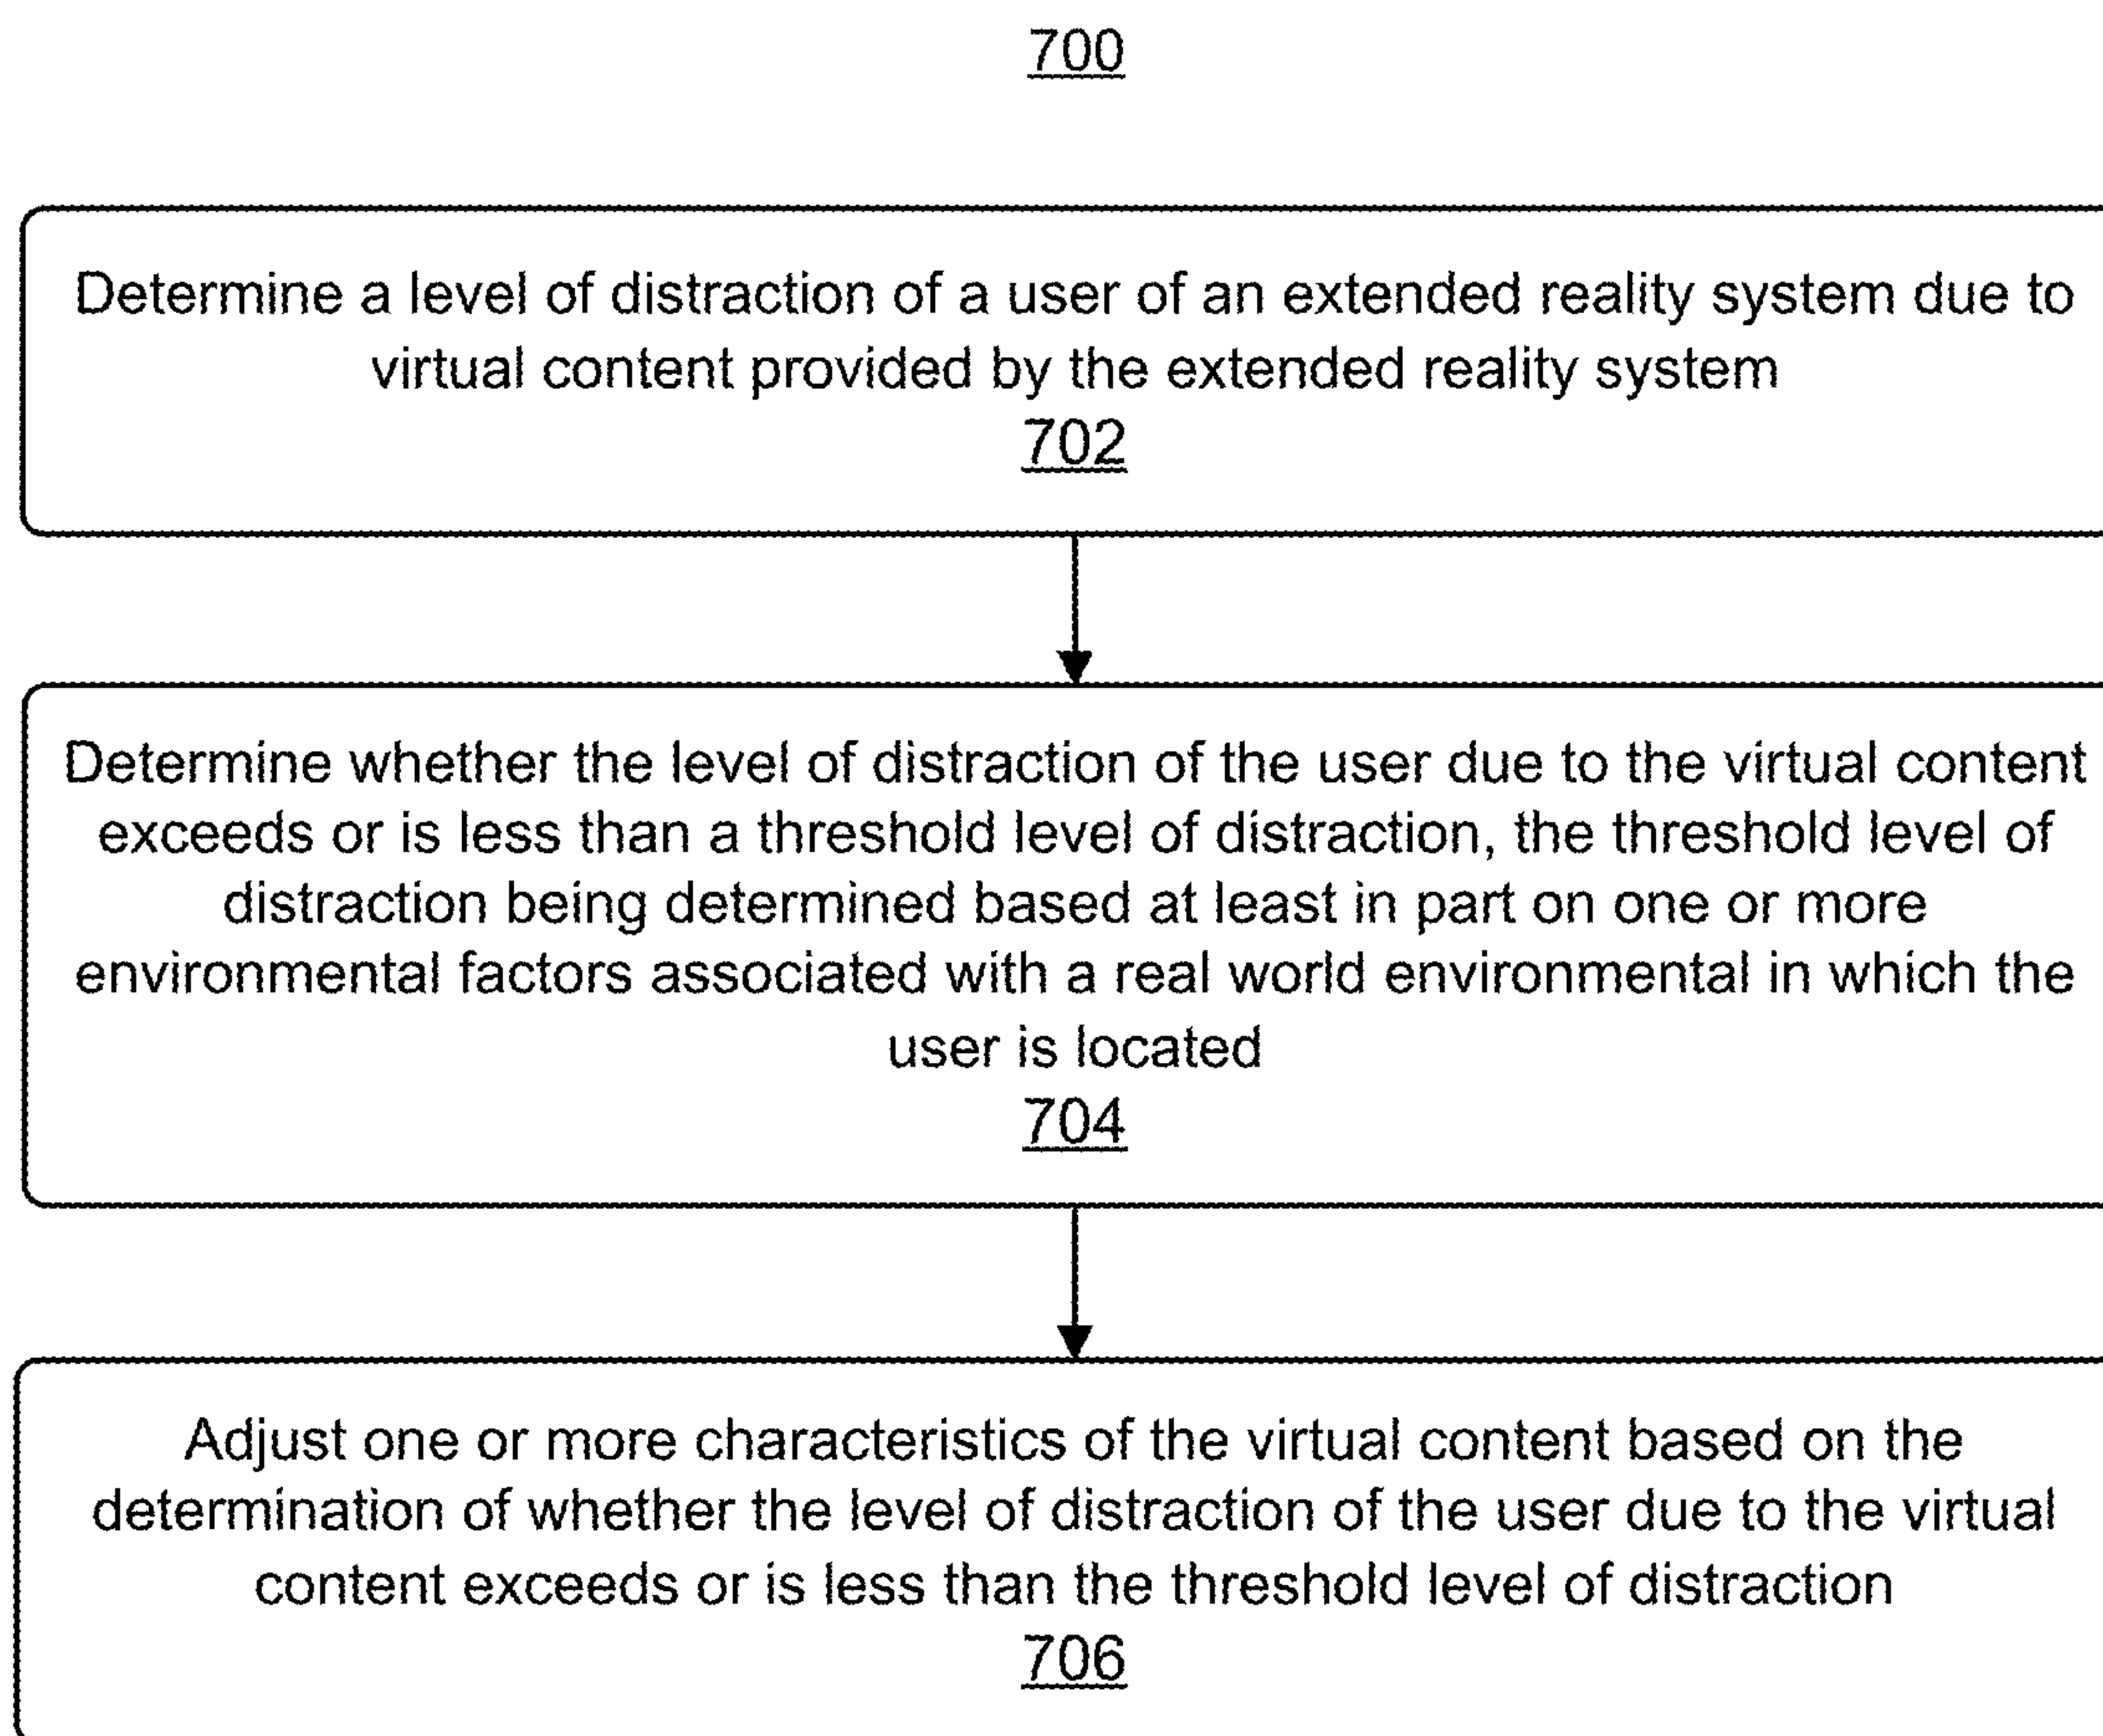 700
Determine a level of distraction of a user of an extended reality system due to
virtual content provided by the extended reality system
702
Determine whether the level of distraction of the user due to the virtual content
exceeds or is less than a threshold level of distraction, the threshold level of
distraction being determined based at least in part on one or more
environmental factors associated with a real world environmental in which the
user is located
704
Adjust one or more characteristics of the virtual content based on the
determination of whether the level of distraction of the user due to the virtual
content exceeds or is less than the threshold level of distraction
706